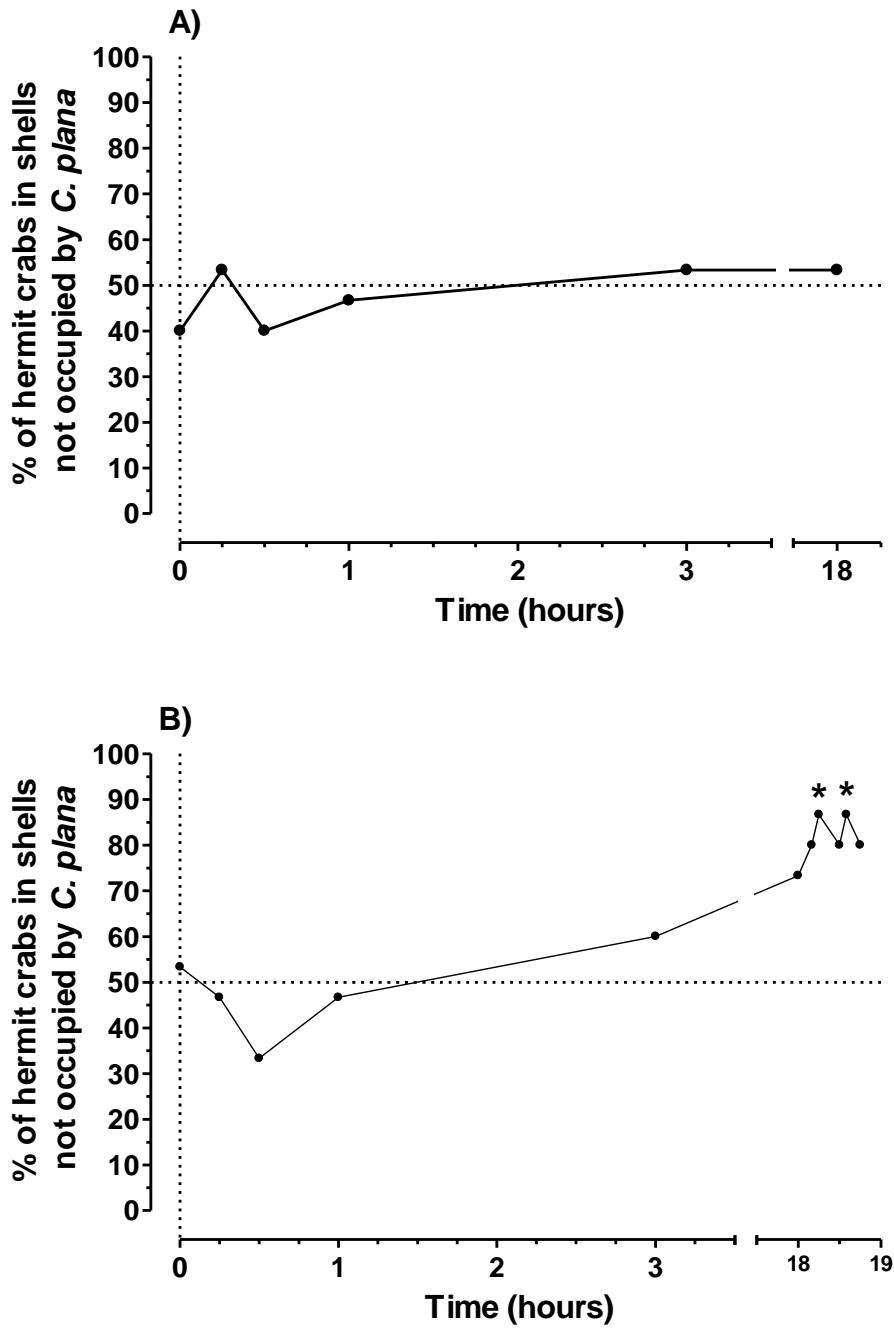 A)
% of hermit crabs in shells
not occupied by C. plana
100
90
80
70
60
50
40
30
20
10
0
0 1 2 3 18
Time (hours)
B)
% of hermit crabs in shells
not occupied by C. plana
100
90
80
70
60
50
40
30
20
10
0
* *
0 1 2 3 18 19
Time (hours)